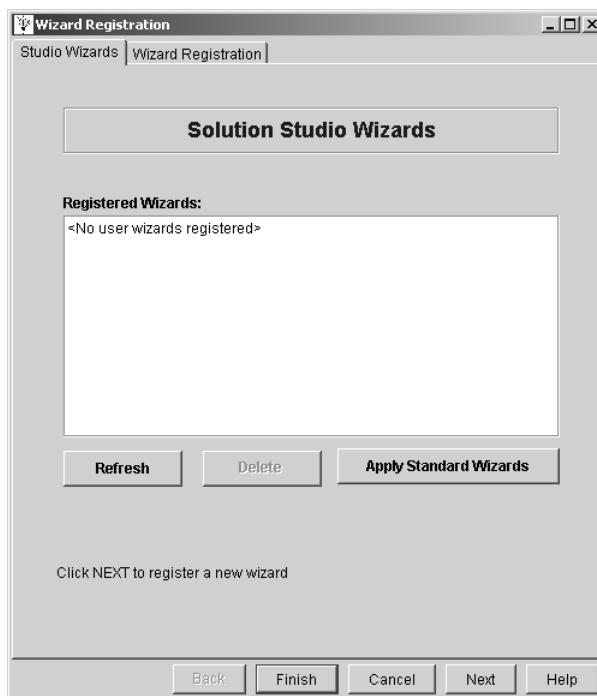 Wizard Registration
Studio Wizards Wizard Registration
Solution Studio Wizards
Registered Wizards:
<No user wizards registered>
Refresh Delete Apply Standard Wizards
Click NEXT to register a new wizard
Back Finish Cancel Next Help